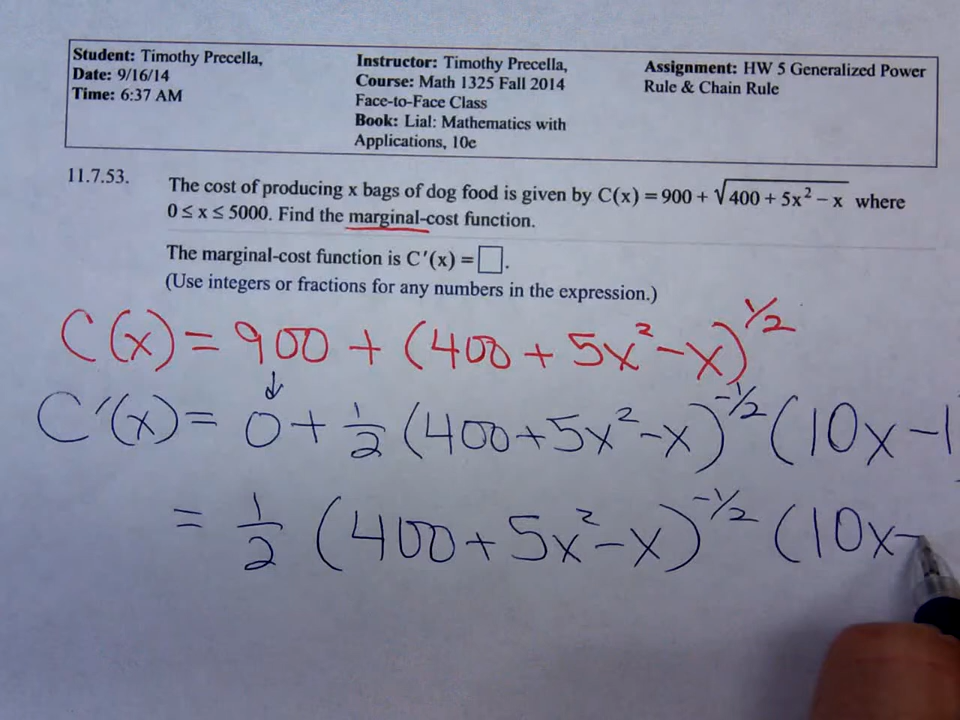 Student: Timothy Precella,
Date: 9/16/14
Time: 6:37 AM
Instructor: Timothy Precella,
Course: Math 1325 Fall 2014
Face-to-Face Class
Book: Lial: Mathematics with
Applications, 10e
Assignment: HW 5 Generalized Power
Rule & Chain Rule
11.7.53.
The cost of producing x bags of dog food is given by C(x) = 900 + √(400 + 5x² − x) where
0 ≤ x ≤ 5000. Find the marginal-cost function.
The marginal-cost function is C′(x) = □.
(Use integers or fractions for any numbers in the expression.)
C(x) = 900 + (400 + 5x² − x)^1/2
C′(x) = 0 + 1/2 (400 + 5x² − x)^-1/2 (10x − 1
= 1/2 (400 + 5x² − x)^-1/2 (10x −